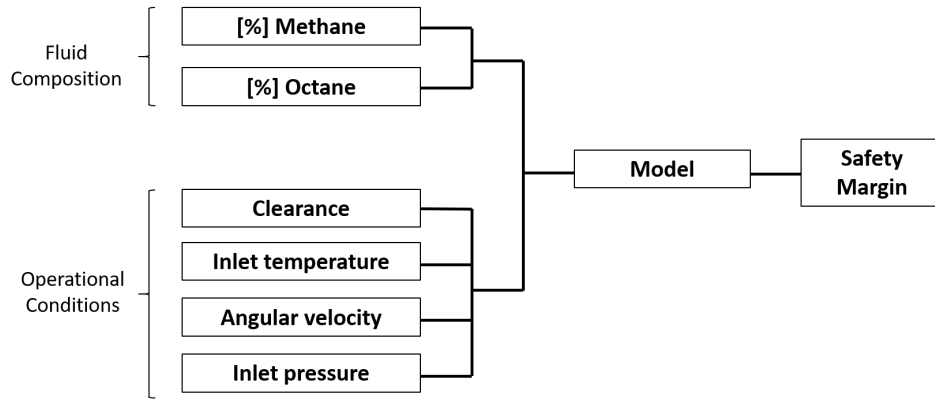 Fluid
Composition
[%] Methane
[%] Octane
Operational
Conditions
Clearance
Inlet temperature
Angular velocity
Inlet pressure
Model
Safety
Margin